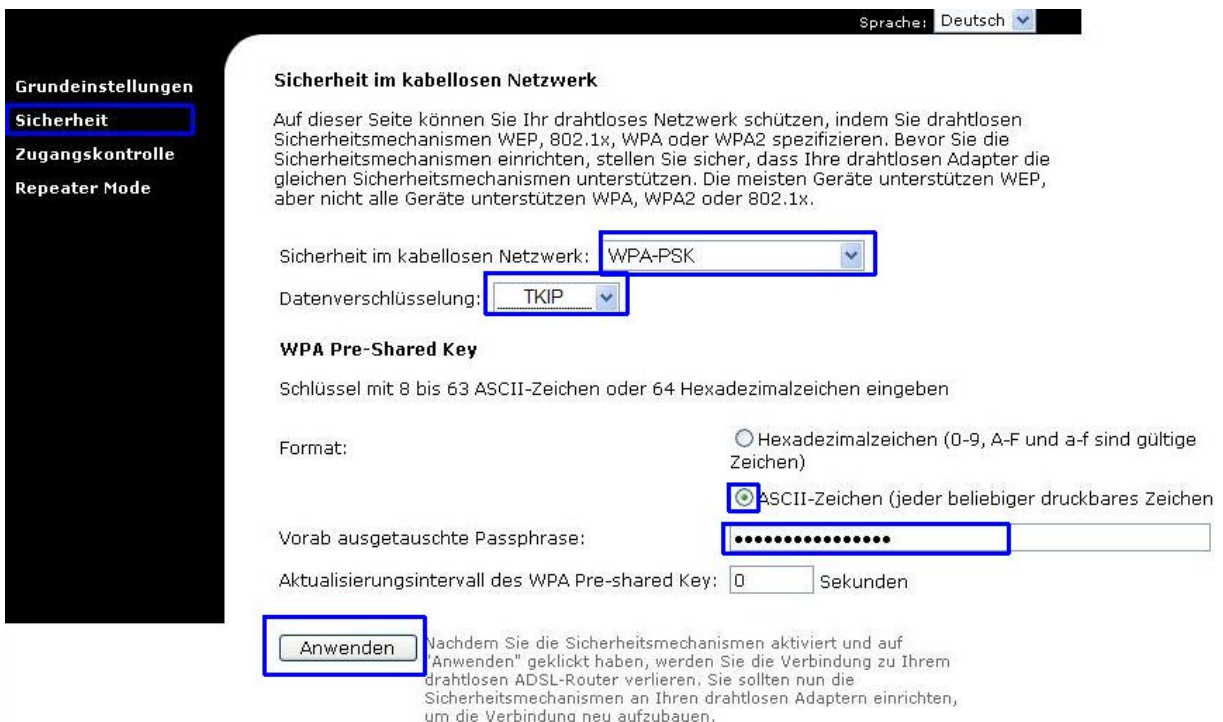 Sprache: Deutsch
Grundeinstellungen
Sicherheit
Zugangskontrolle
Repeater Mode
Sicherheit im kabellosen Netzwerk
Auf dieser Seite können Sie Ihr drahtloses Netzwerk schützen, indem Sie drahtlosen
Sicherheitsmechanismen WEP, 802.1x, WPA oder WPA2 spezifizieren. Bevor Sie die
Sicherheitsmechanismen einrichten, stellen Sie sicher, dass Ihre drahtlosen Adapter die
gleichen Sicherheitsmechanismen unterstützen. Die meisten Geräte unterstützen WEP,
aber nicht alle Geräte unterstützen WPA, WPA2 oder 802.1x.
Sicherheit im kabellosen Netzwerk: WPA-PSK
Datenverschlüsselung: TKIP
WPA Pre-Shared Key
Schlüssel mit 8 bis 63 ASCII-Zeichen oder 64 Hexadezimalzeichen eingeben
Format:
Hexadezimalzeichen (0-9, A-F und a-f sind gültige
Zeichen)
ASCII-Zeichen (jeder beliebiger druckbares Zeichen
Vorab ausgetauschte Passphrase: ••••••••••••••••
Aktualisierungsintervall des WPA Pre-shared Key: 0 Sekunden
Anwenden
Nachdem Sie die Sicherheitsmechanismen aktiviert und auf
"Anwenden" geklickt haben, werden Sie die Verbindung zu Ihrem
drahtlosen ADSL-Router verlieren. Sie sollten nun die
Sicherheitsmechanismen an Ihren drahtlosen Adaptern einrichten,
um die Verbindung neu aufzubauen.